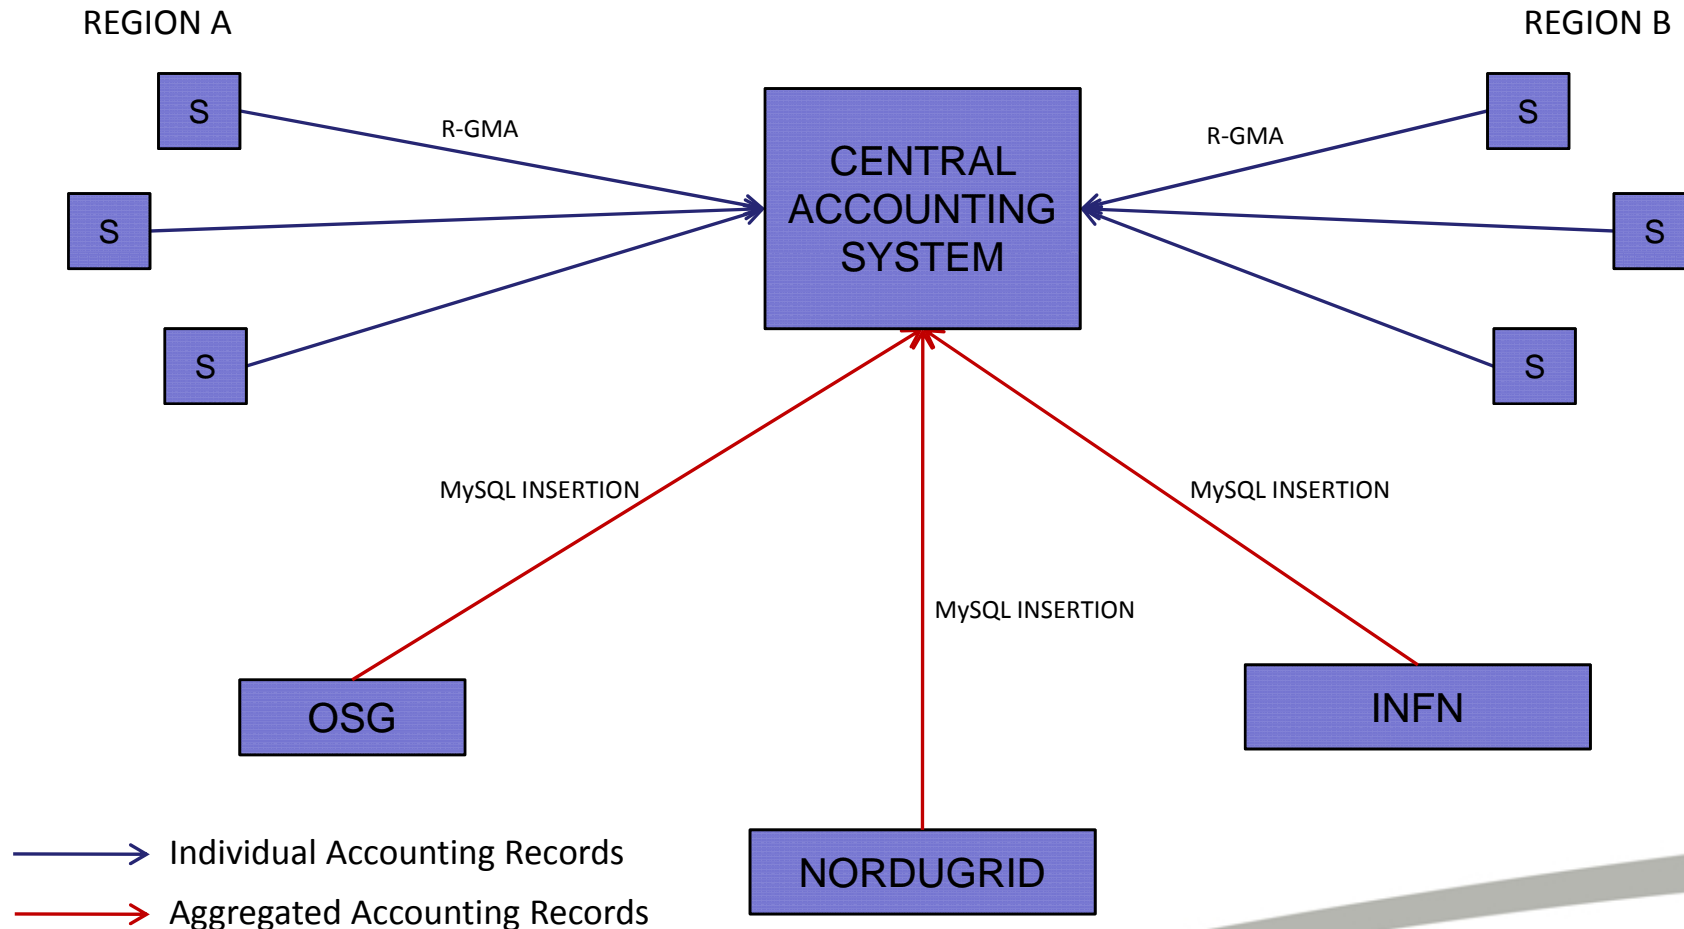 REGION A
REGION B
S
S
R-GMA
R-GMA
CENTRAL
ACCOUNTING
SYSTEM
S
S
S
S
MySQL INSERTION
MySQL INSERTION
MySQL INSERTION
OSG
INFN
NORDUGRID
Individual Accounting Records
Aggregated Accounting Records